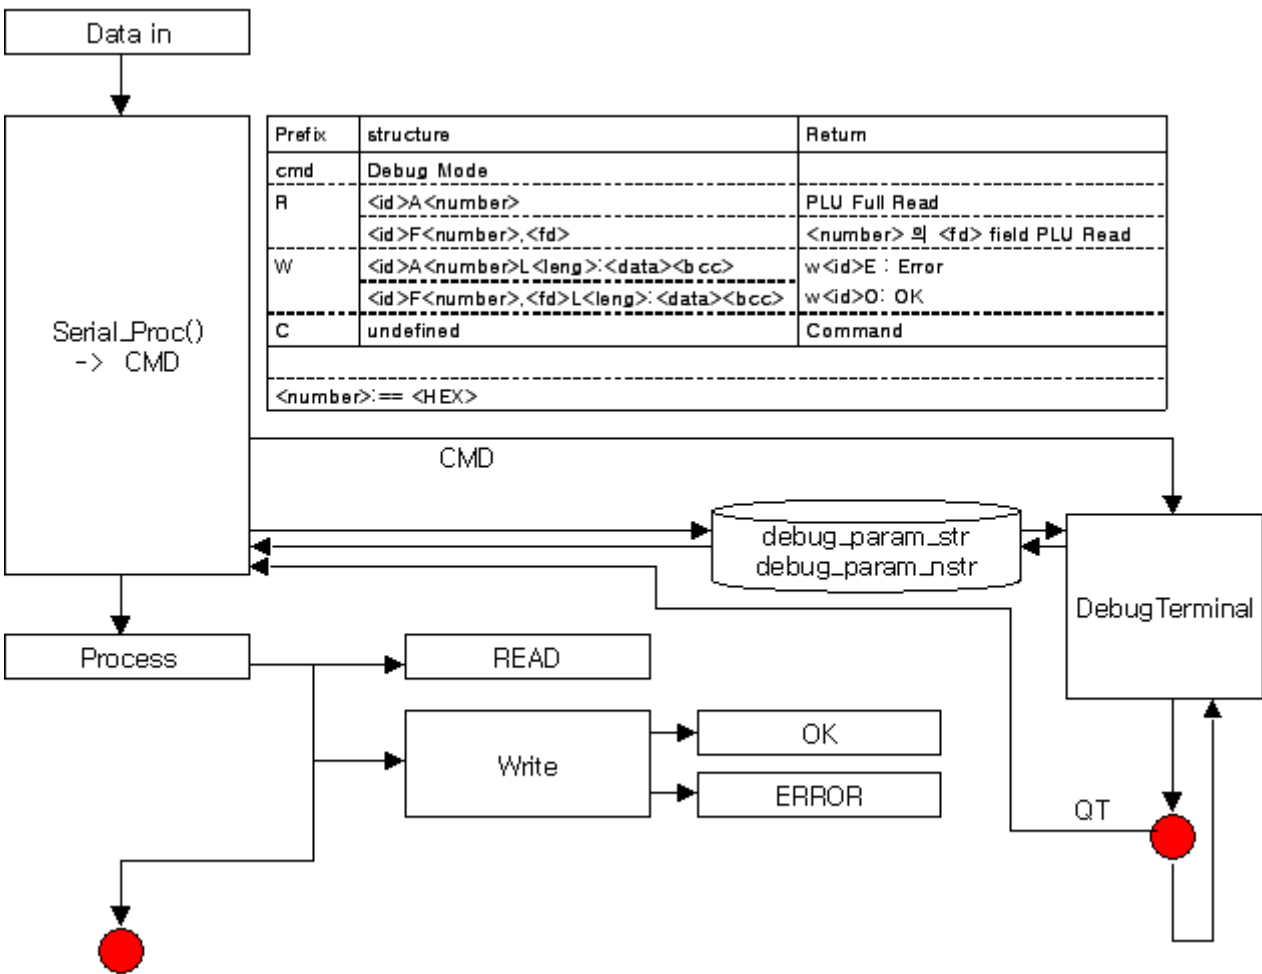 Data in
Serial_Proc()
-> CMD
Prefix structure Return
cmd Debug Mode
R <id>A<number> PLU Full Read
<id>F<number>,<fd> <number> 의 <fd> field PLU Read
W <id>A<number>L<leng>:<data><bcc> w<id>E : Error
<id>F<number>,<fd>L<leng>:<data><bcc> w<id>O: OK
C undefined Command
<number>:== <HEX>
CMD
debug_param_str
debug_param_nstr
DebugTerminal
Process
READ
Write
OK
ERROR
QT